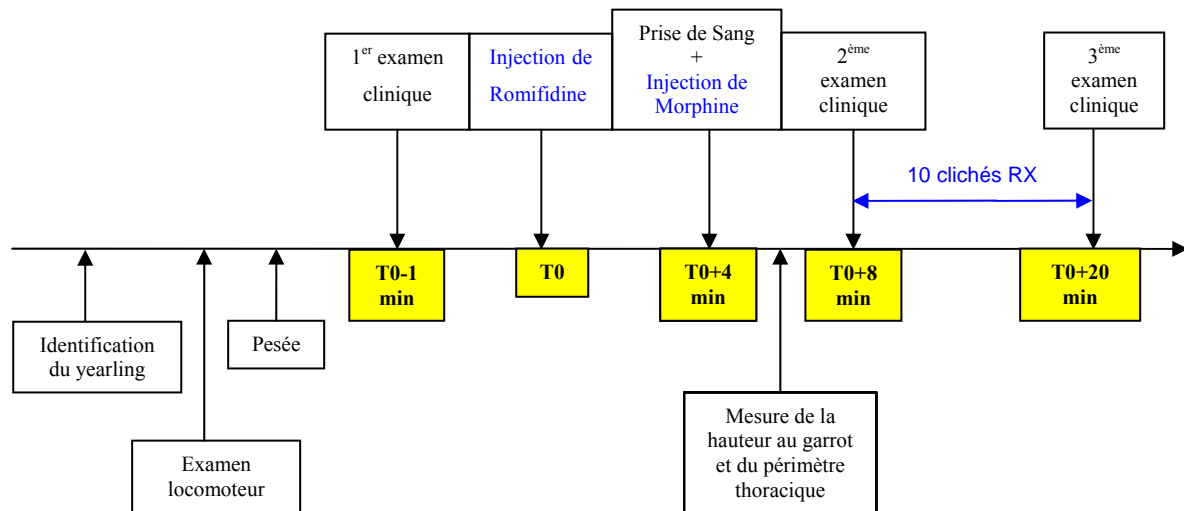 1er examen
clinique
Injection de
Romifidine
Prise de Sang
+
Injection de
Morphine
2ème
examen
clinique
3ème
examen
clinique
10 clichés RX
T0-1
min
T0
T0+4
min
T0+8
min
T0+20
min
Identification
du yearling
Pesée
Examen
locomoteur
Mesure de la
hauteur au garrot
et du périmètre
thoracique